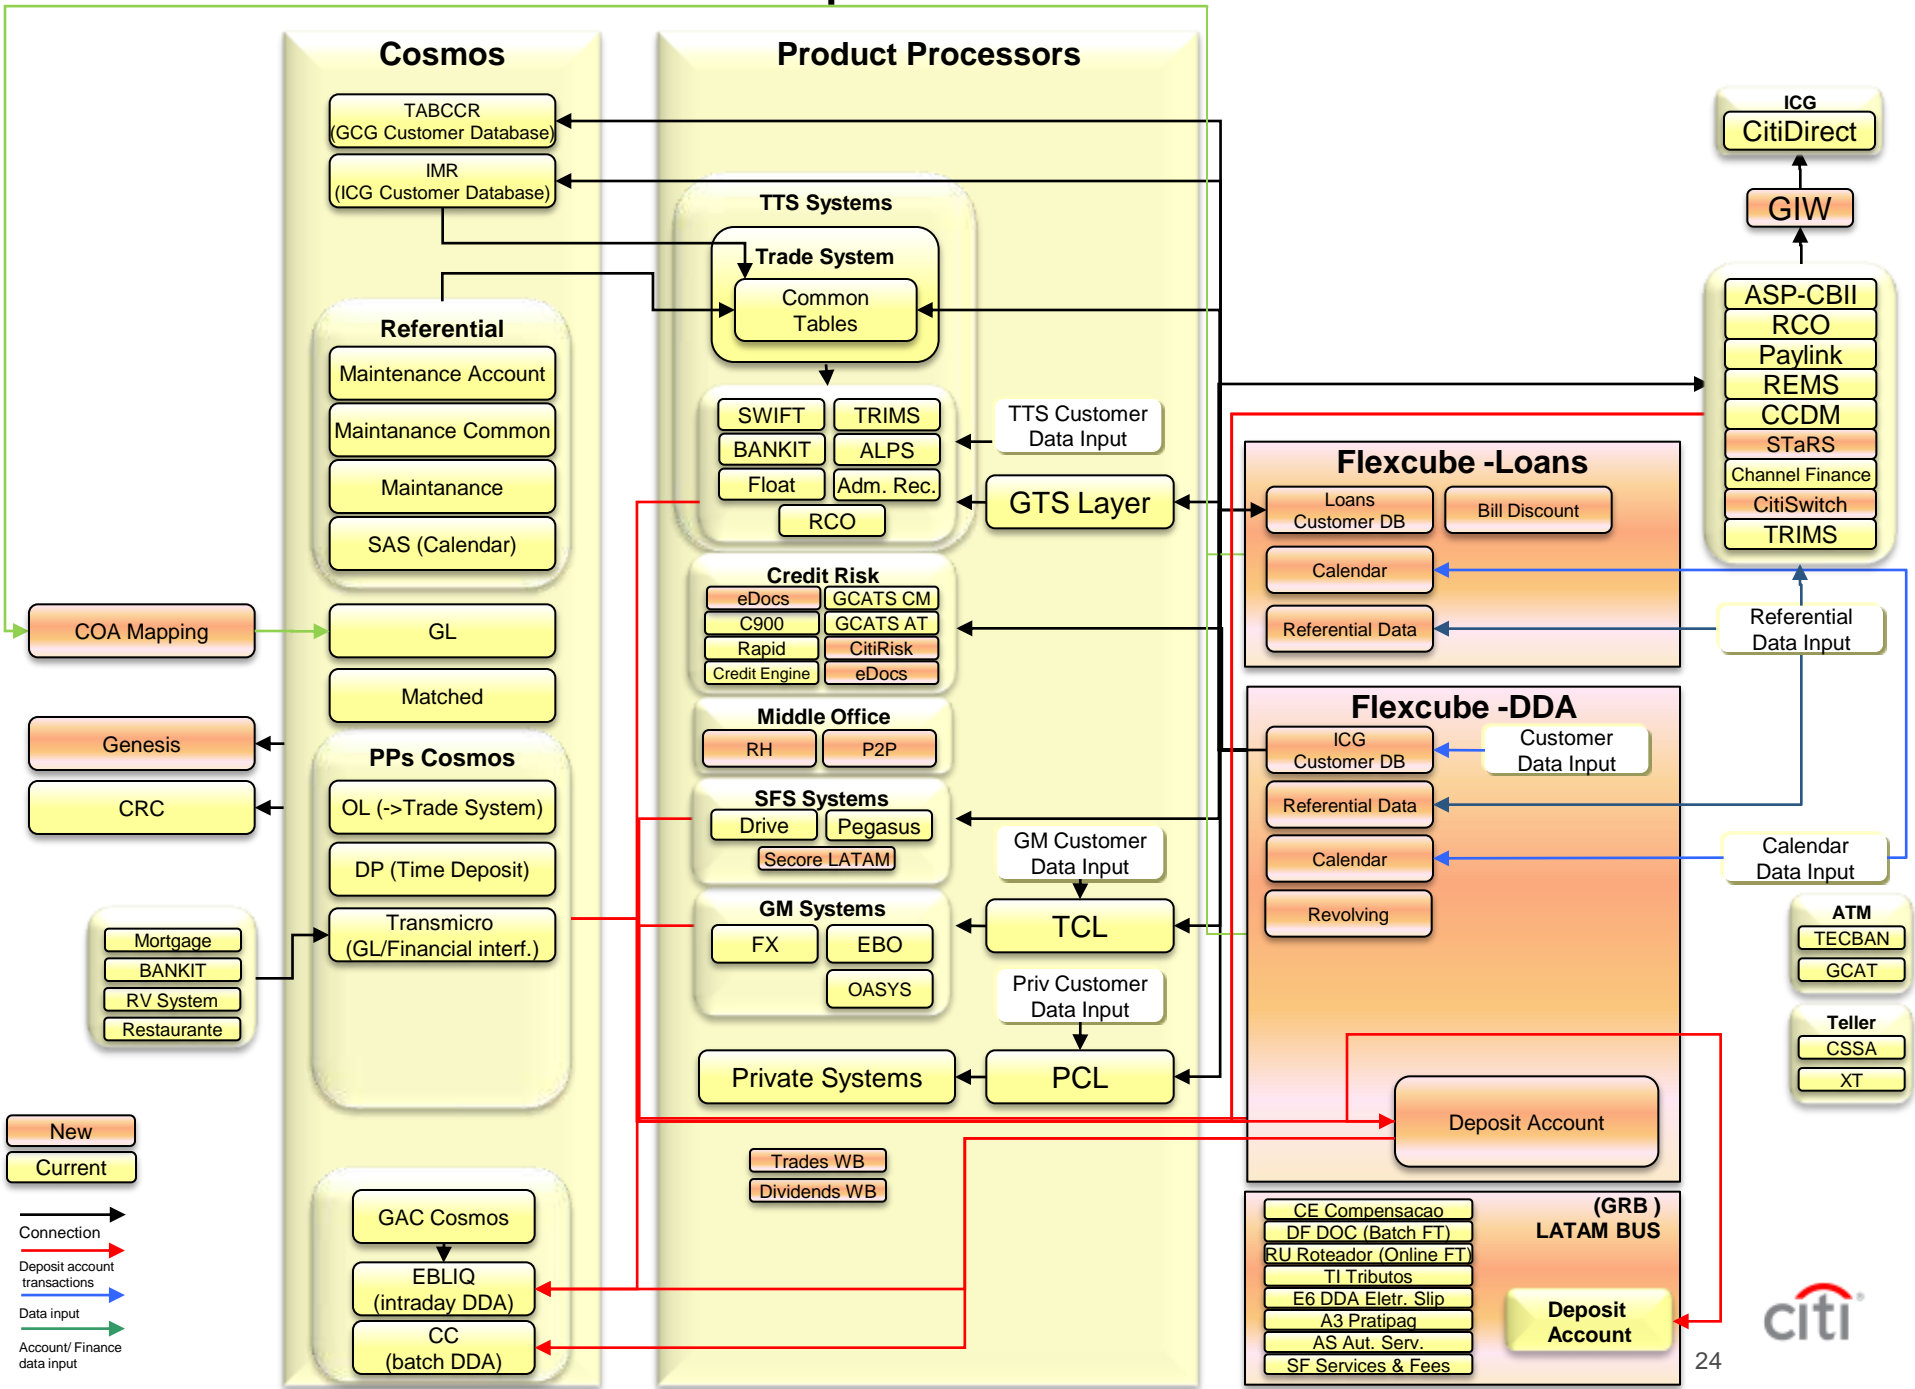 Cosmos
TABCCR
(GCG Customer Database)
IMR
(ICG Customer Database)
Referential
Maintenance Account
Maintanance Common
Maintanance
SAS (Calendar)
COA Mapping
GL
Matched
Genesis
CRC
PPs Cosmos
OL (->Trade System)
DP (Time Deposit)
Transmicro
(GL/Financial interf.)
Mortgage
BANKIT
RV System
Restaurante
GAC Cosmos
EBLIQ
(intraday DDA)
CC
(batch DDA)
New
Current
Connection
Deposit account
transactions
Data input
Account/ Finance
data input
Product Processors
TTS Systems
Trade System
Common
Tables
SWIFT
TRIMS
BANKIT
ALPS
Float
Adm. Rec.
RCO
TTS Customer
Data Input
GTS Layer
Credit Risk
eDocs
GCATS CM
C900
GCATS AT
Rapid
CitiRisk
Credit Engine
eDocs
Middle Office
RH
P2P
SFS Systems
Drive
Pegasus
Secore LATAM
GM Customer
Data Input
GM Systems
FX
EBO
OASYS
TCL
Priv Customer
Data Input
Private Systems
PCL
Trades WB
Dividends WB
Flexcube -Loans
Loans
Customer DB
Bill Discount
Calendar
Referential Data
Flexcube -DDA
ICG
Customer DB
Customer
Data Input
Referential Data
Calendar
Revolving
Deposit Account
(GRB )
LATAM BUS
CE Compensacao
DF DOC (Batch FT)
RU Roteador (Online FT)
TI Tributos
E6 DDA Eletr. Slip
A3 Pratipag
AS Aut. Serv.
SF Services & Fees
Deposit
Account
ICG
CitiDirect
GIW
ASP-CBII
RCO
Paylink
REMS
CCDM
STaRS
Channel Finance
CitiSwitch
TRIMS
Referential
Data Input
Calendar
Data Input
ATM
TECBAN
GCAT
Teller
CSSA
XT
citi®
24